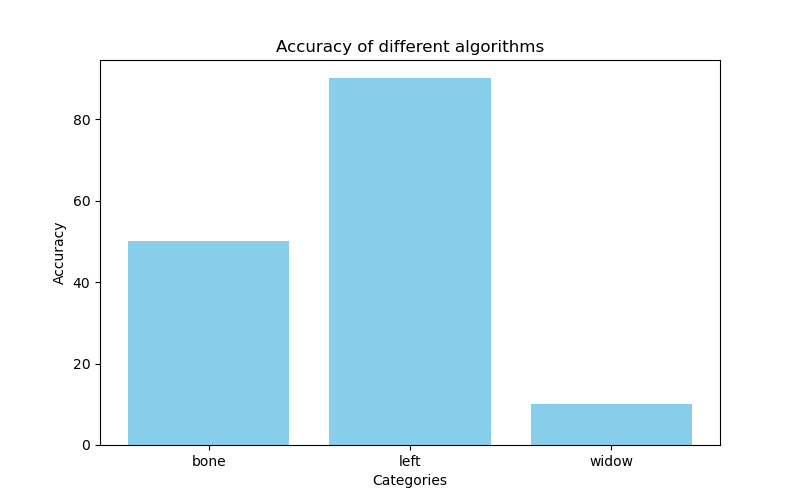 Accuracy of different algorithms
Accuracy
80
60
40
20
0
bone left widow
Categories